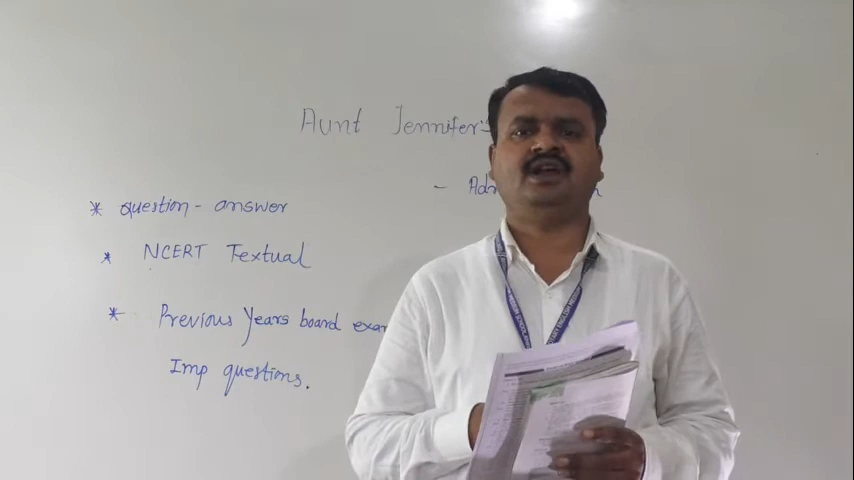 Aunt Jennifer's
* question - answer
* NCERT Textual
* Previous Years board
Imp questions.